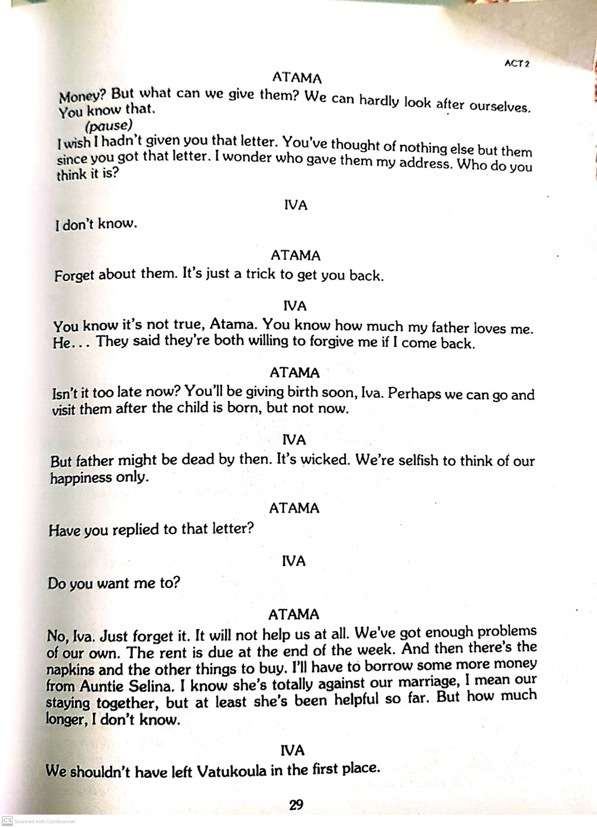 ACT 2
ATAMA
Money? But what can we give them? We can hardly look after ourselves.
You know that.
(pause)
I wish I hadn't given you that letter. You've thought of nothing else but them
since you got that letter. I wonder who gave them my address. Who do you
think it is?
IVA
I don't know.
ATAMA
Forget about them. It's just a trick to get you back.
IVA
You know it's not true, Atama. You know how much my father loves me.
He... They said they're both willing to forgive me if I come back.
ATAMA
Isn't it too late now? You'll be giving birth soon, Iva. Perhaps we can go and
visit them after the child is born, but not now.
IVA
But father might be dead by then. It's wicked. We're selfish to think of our
happiness only.
ATAMA
Have you replied to that letter?
IVA
Do you want me to?
ATAMA
No, Iva. Just forget it. It will not help us at all. We've got enough problems
of our own. The rent is due at the end of the week. And then there's the
napkins and the other things to buy. I'll have to borrow some more money
from Auntie Selina. I know she's totally against our marriage, I mean our
staying together, but at least she's been helpful so far. But how much
longer, I don't know.
IVA
We shouldn't have left Vatukoula in the first place.
29
CS Scanned with CamScanner